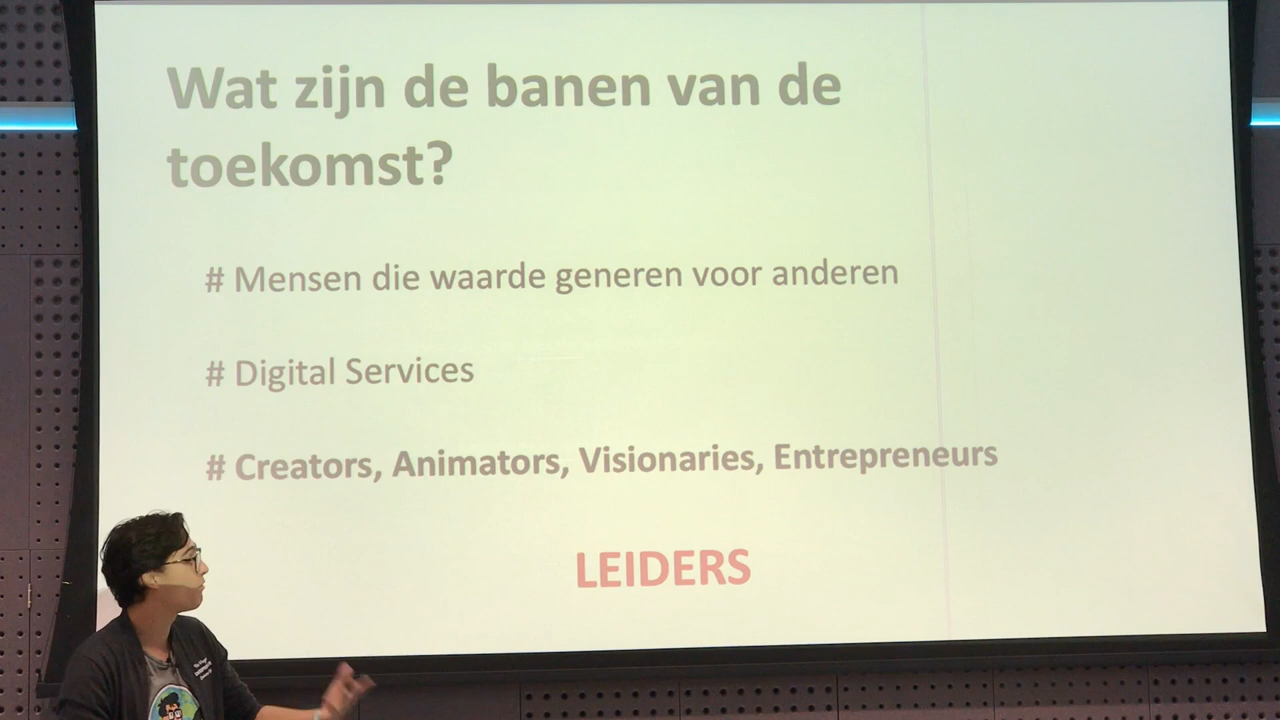 Wat zijn de banen van de
toekomst?
# Mensen die waarde generen voor anderen
# Digital Services
# Creators, Animators, Visionaries, Entrepreneurs
LEIDERS